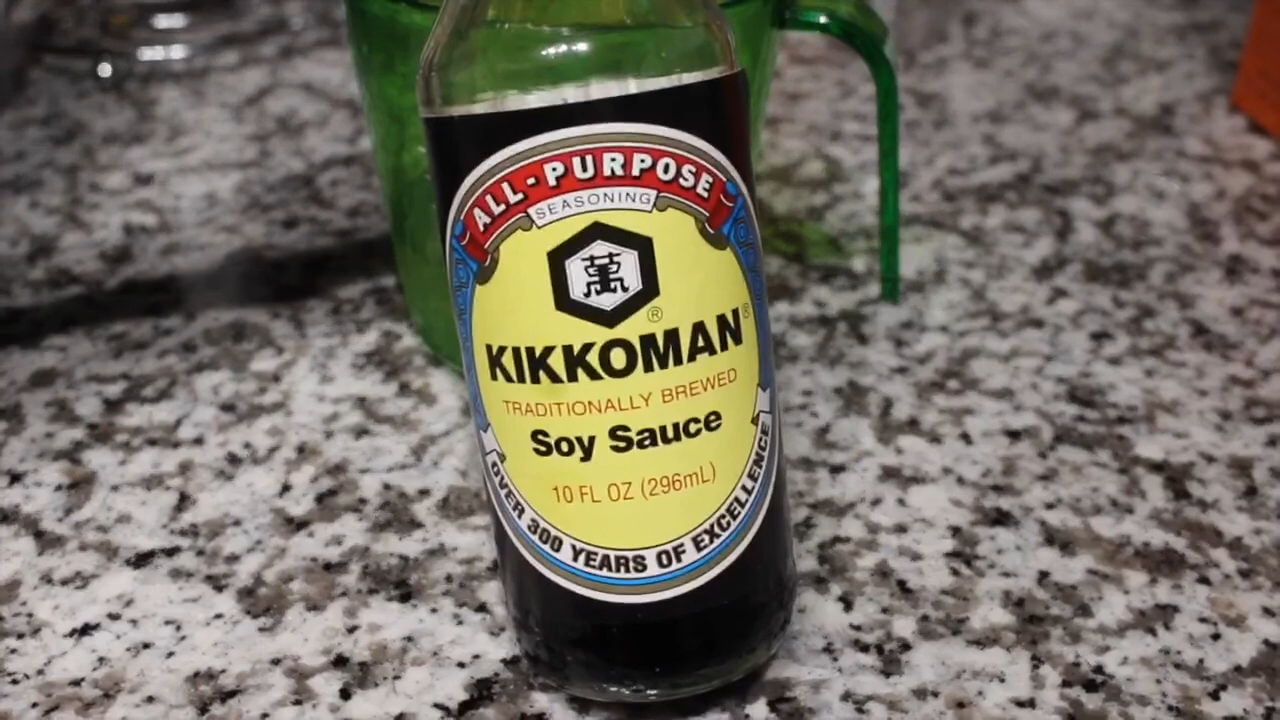 ALL-PURPOSE
SEASONING
萬
®
KIKKOMAN®
TRADITIONALLY BREWED
Soy Sauce
10 FL OZ (296mL)
OVER 300 YEARS OF EXCELLENCE